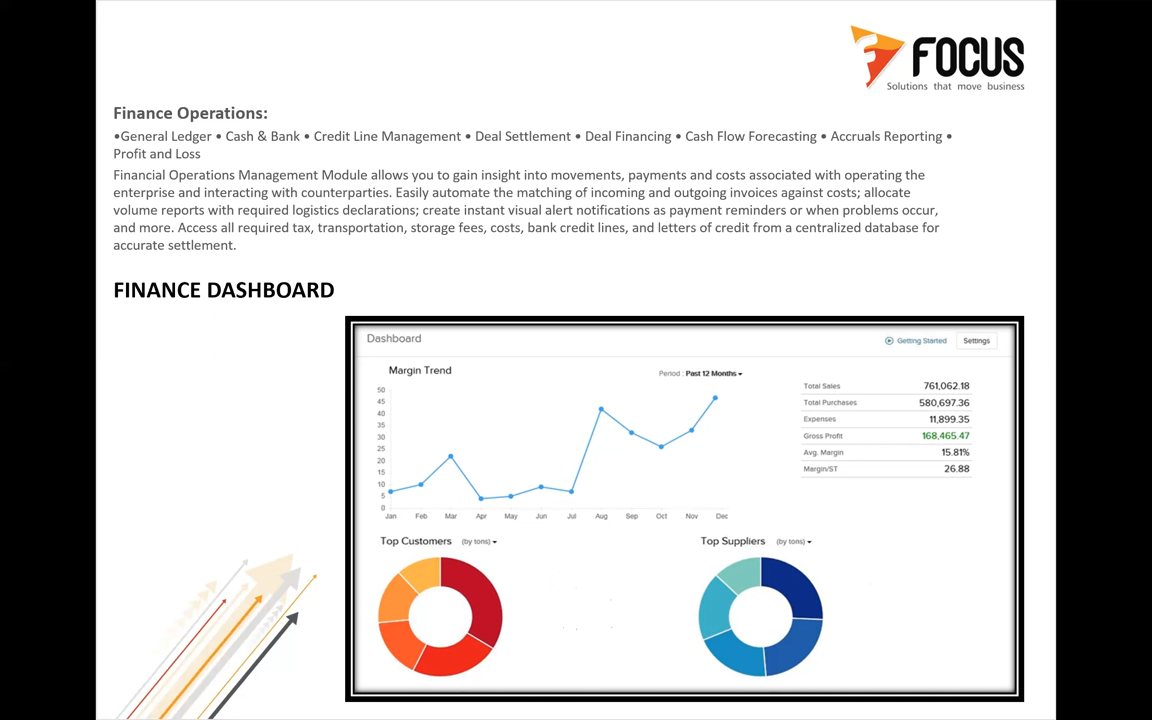 FOCUS
Solutions that move business
Finance Operations:
•General Ledger • Cash & Bank • Credit Line Management • Deal Settlement • Deal Financing • Cash Flow Forecasting • Accruals Reporting •
Profit and Loss
Financial Operations Management Module allows you to gain insight into movements, payments and costs associated with operating the
enterprise and interacting with counterparties. Easily automate the matching of incoming and outgoing invoices against costs; allocate
volume reports with required logistics declarations; create instant visual alert notifications as payment reminders or when problems occur,
and more. Access all required tax, transportation, storage fees, costs, bank credit lines, and letters of credit from a centralized database for
accurate settlement.
FINANCE DASHBOARD
Dashboard
Getting Started
Settings
Margin Trend
Period : Past 12 Months
50
45
40
35
30
25
20
15
10
5
0
Jan Feb Mar Apr May Jun Jul Aug Sep Oct Nov Dec
Total Sales 761,062.18
Total Purchases 580,697.36
Expenses 11,899.35
Gross Profit 168,465.47
Avg. Margin 15.81%
Margin/ST 26.88
Top Customers (by tons)
Top Suppliers (by tons)